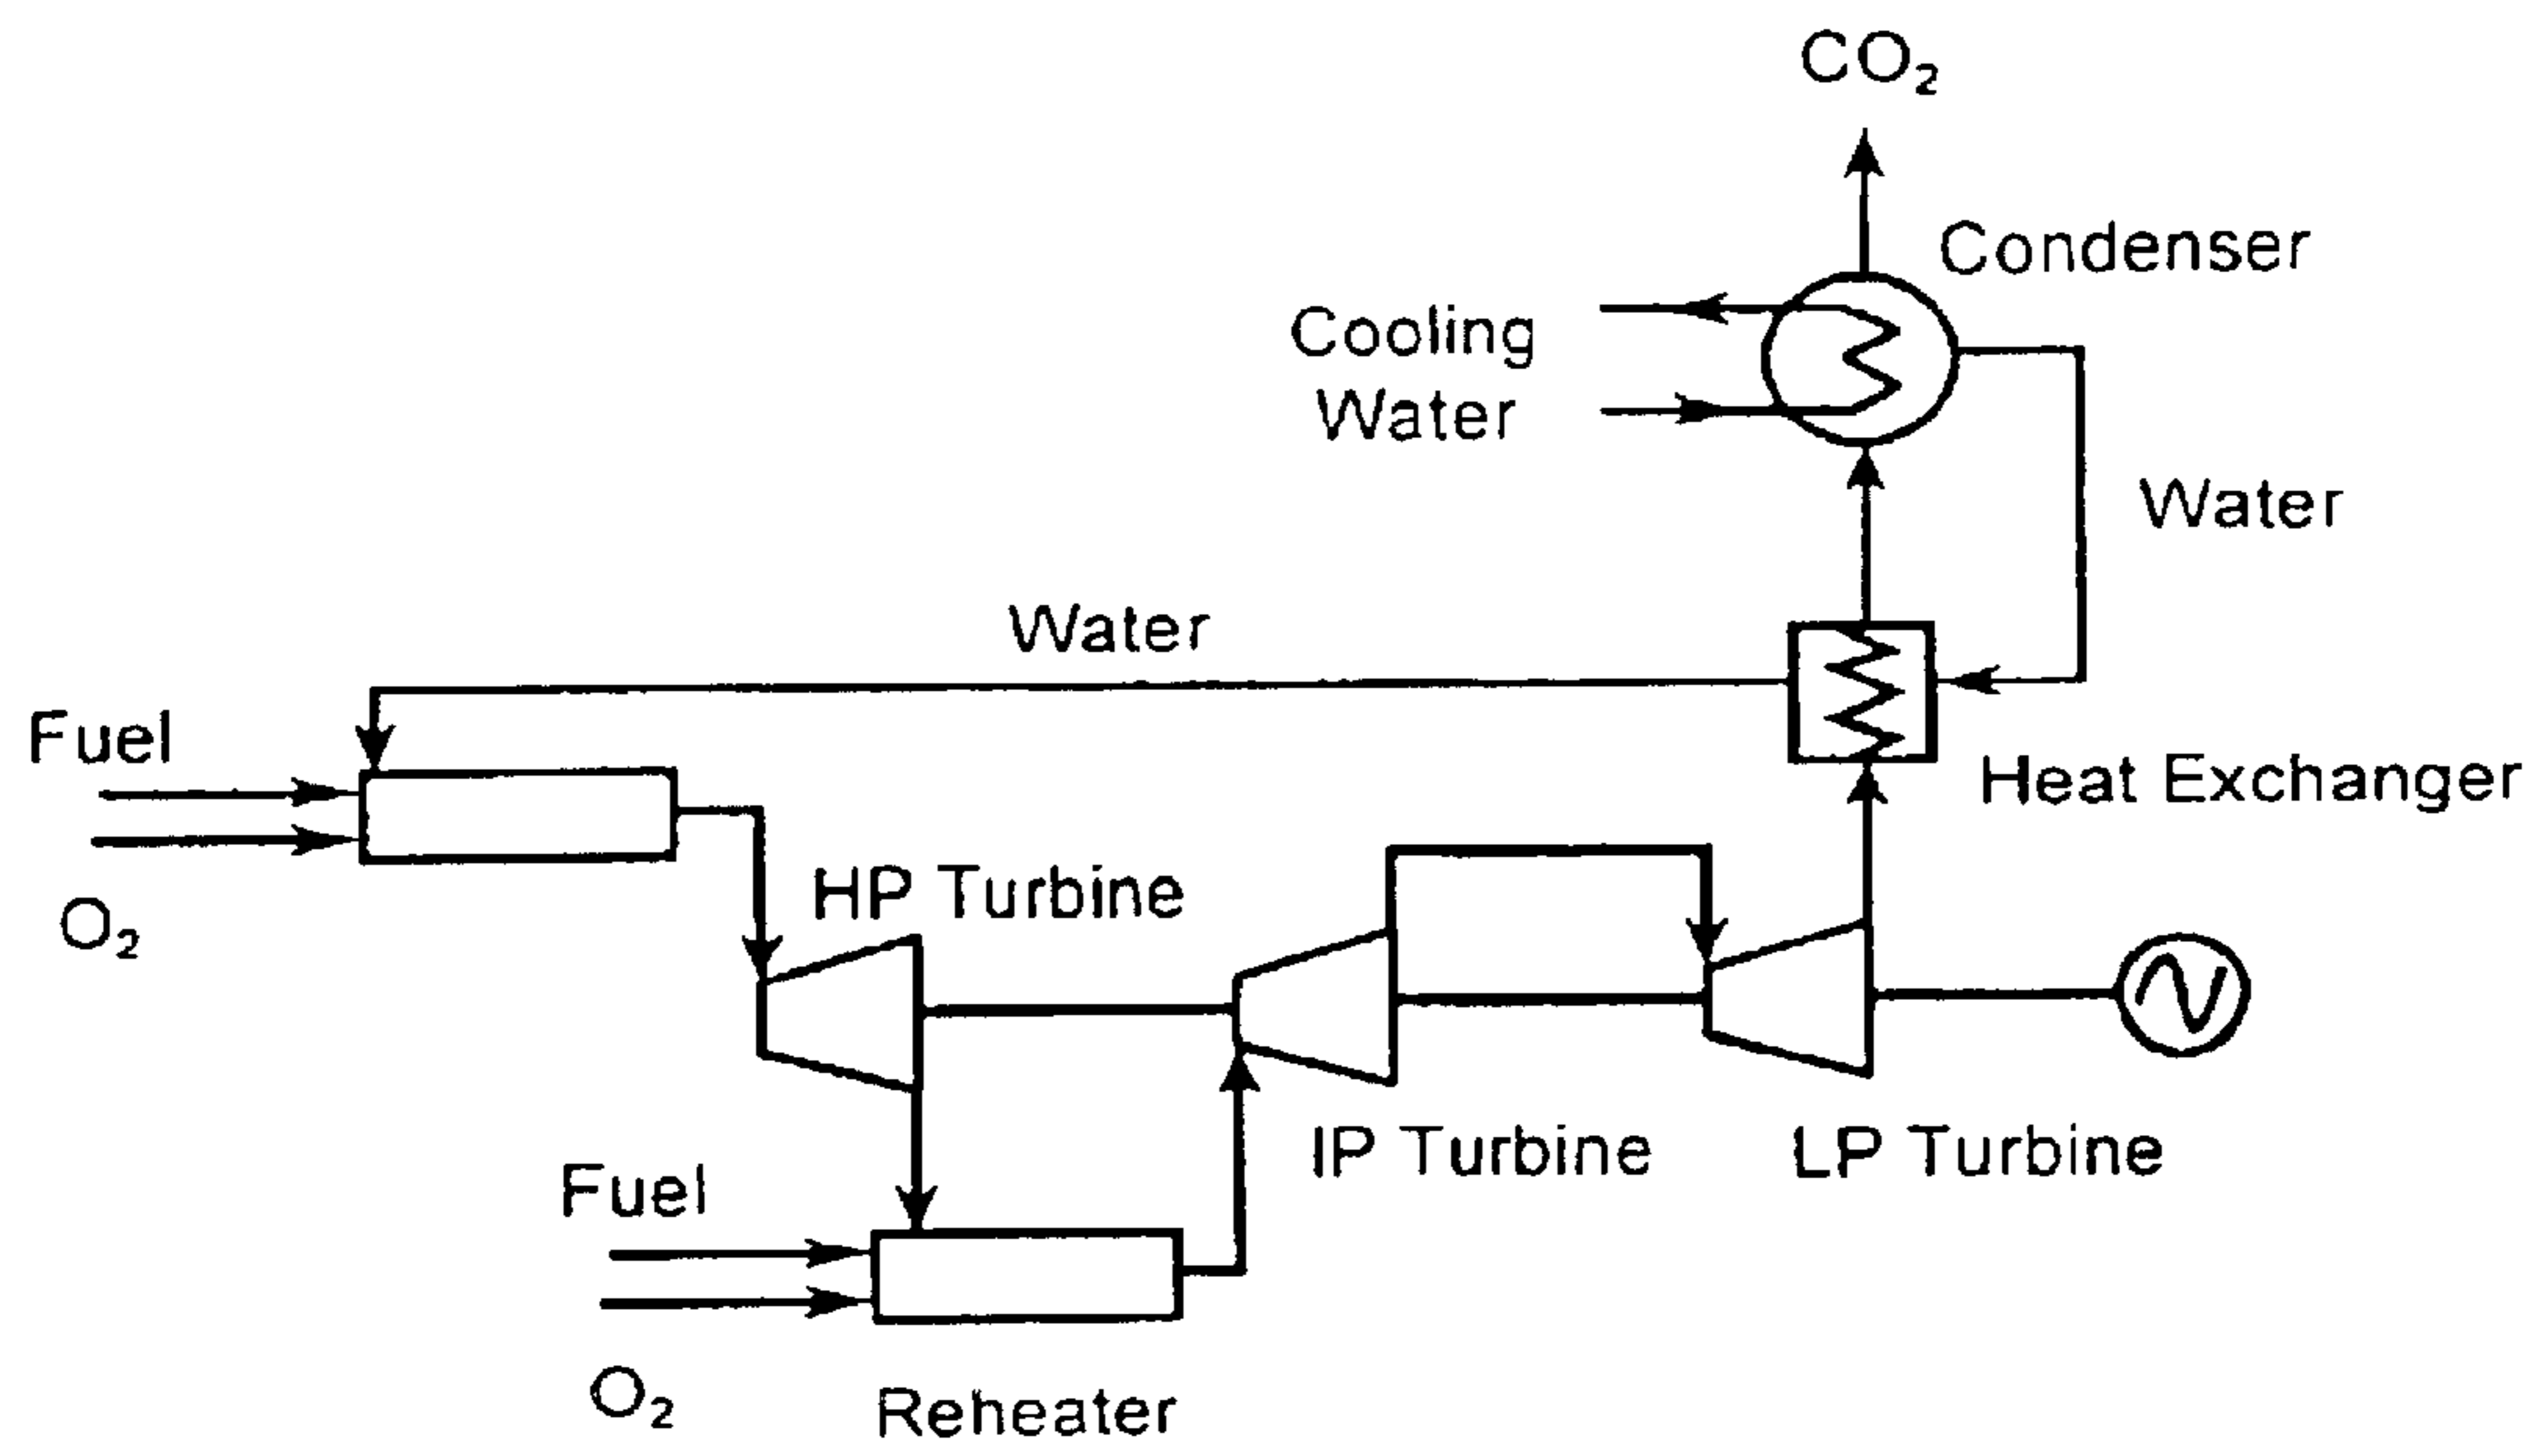 CO₂
Condenser
Cooling
Water
Water
Water
Fuel
Heat Exchanger
HP Turbine
O₂
IP Turbine
LP Turbine
Fuel
O₂
Reheater